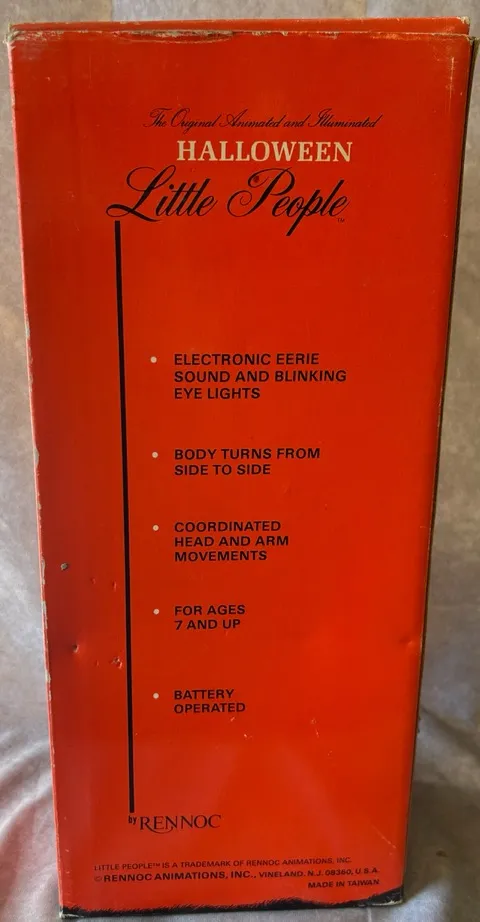 The Original Animated and Illuminated
HALLOWEEN
Little People™
• ELECTRONIC EERIE
SOUND AND BLINKING
EYE LIGHTS
• BODY TURNS FROM
SIDE TO SIDE
• COORDINATED
HEAD AND ARM
MOVEMENTS
• FOR AGES
7 AND UP
• BATTERY
OPERATED
by RENNOC
LITTLE PEOPLE™ IS A TRADEMARK OF RENNOC ANIMATIONS, INC.
© RENNOC ANIMATIONS, INC., VINELAND, N.J. 08360, U.S.A.
MADE IN TAIWAN